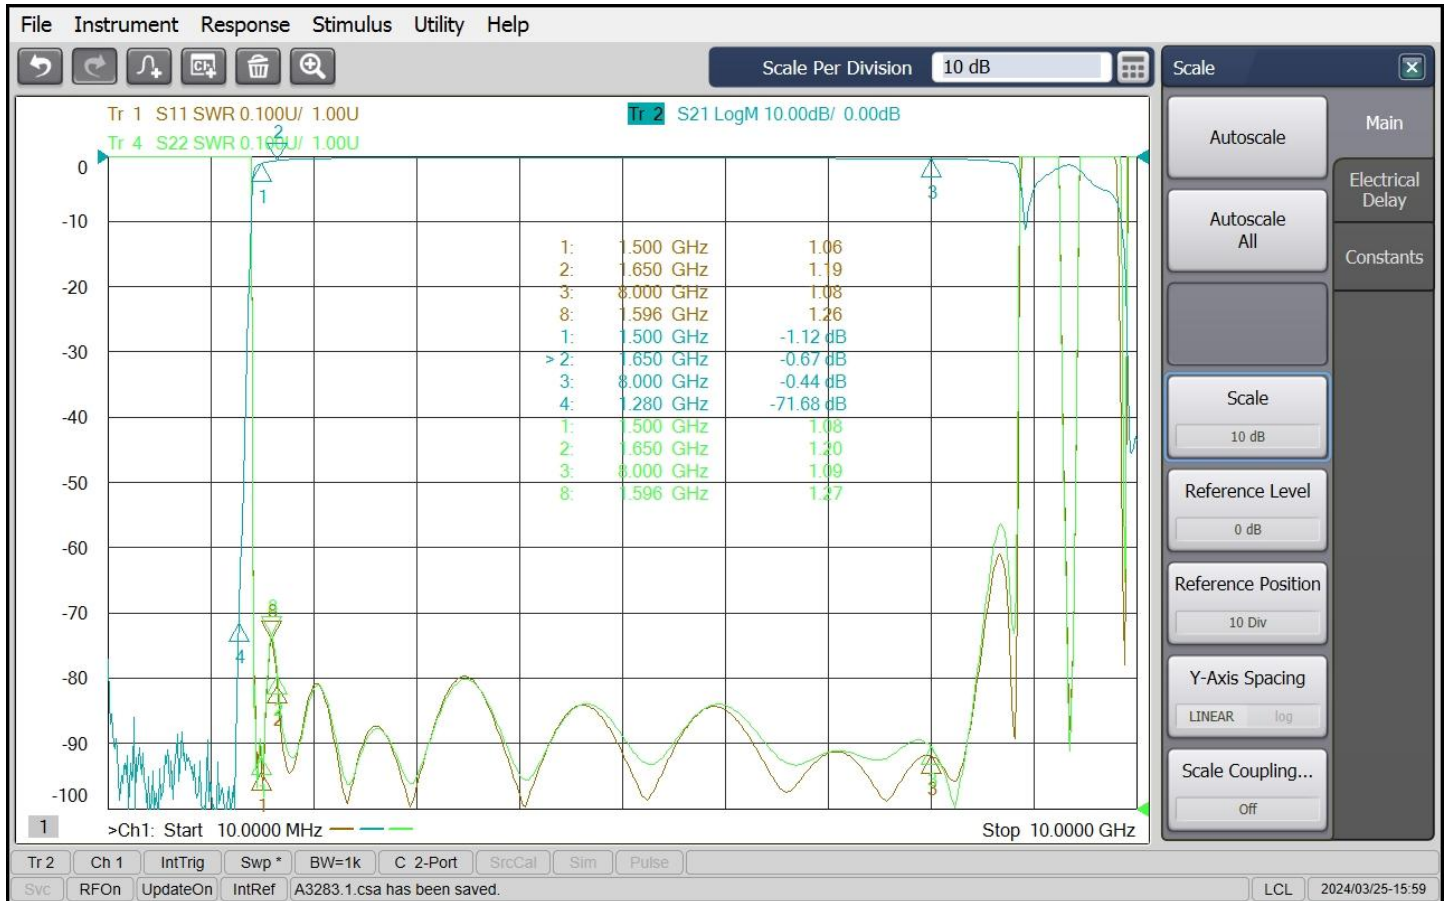 File Instrument Response Stimulus Utility Help
Scale Per Division 10 dB
Scale
Tr 1 S11 SWR 0.100U/ 1.00U
Tr 2 S21 LogM 10.00dB/ 0.00dB
Tr 4 S22 SWR 0.100U/ 1.00U
2
0
1
3
-10
-20
-30
-40
-50
-60
-70
-80
-90
-100
1: 1.500 GHz 1.06
2: 1.650 GHz 1.19
3: 8.000 GHz 1.08
8: 1.596 GHz 1.26
1: 1.500 GHz -1.12 dB
> 2: 1.650 GHz -0.67 dB
3: 8.000 GHz -0.44 dB
4: 1.280 GHz -71.68 dB
1: 1.500 GHz 1.08
2: 1.650 GHz 1.20
3: 8.000 GHz 1.09
8: 1.596 GHz 1.27
8
4
2
1
3
1
>Ch1: Start 10.0000 MHz
Stop 10.0000 GHz
Autoscale
Autoscale
All
Scale
10 dB
Reference Level
0 dB
Reference Position
10 Div
Y-Axis Spacing
LINEAR log
Scale Coupling...
Off
Main
Electrical
Delay
Constants
Tr 2 Ch 1 IntTrig Swp * BW=1k C 2-Port SrcCal Sim Pulse
Svc RFOn UpdateOn IntRef A3283.1.csa has been saved. LCL 2024/03/25-15:59